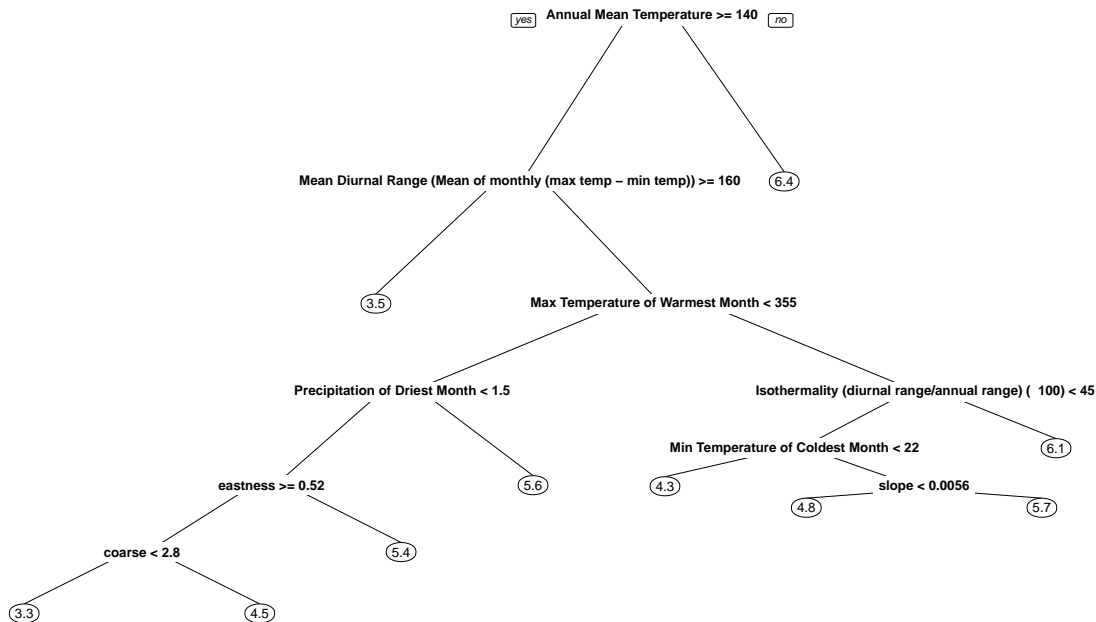 yes Annual Mean Temperature >= 140 no
Mean Diurnal Range (Mean of monthly (max temp − min temp)) >= 160 6.4
3.5 Max Temperature of Warmest Month < 355
Precipitation of Driest Month < 1.5 Isothermality (diurnal range/annual range) ( 100) < 45
Min Temperature of Coldest Month < 22 6.1
eastness >= 0.52 5.6 4.3 slope < 0.0056
4.8 5.7
coarse < 2.8 5.4
3.3 4.5